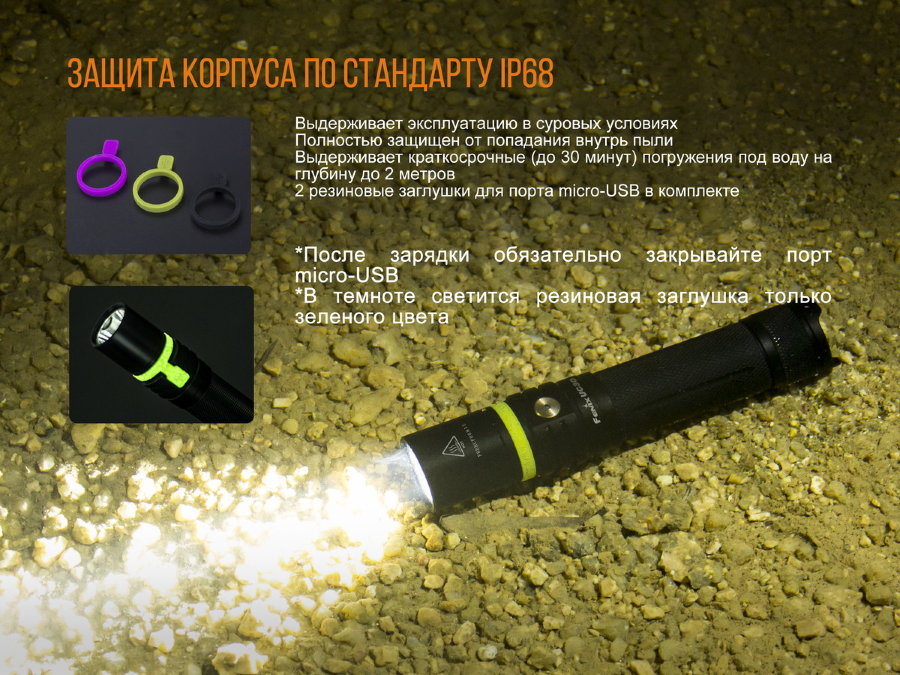 ЗАЩИТА КОРПУСА ПО СТАНДАРТУ IP68
Выдерживает эксплуатацию в суровых условиях
Полностью защищен от попадания внутрь пыли
Выдерживает краткосрочные (до 30 минут) погружения под воду на
глубину до 2 метров
2 резиновые заглушки для порта micro-USB в комплекте
*После зарядки обязательно закрывайте порт
micro-USB
*В темноте светится резиновая заглушка только
зеленого цвета
Fenix UC30